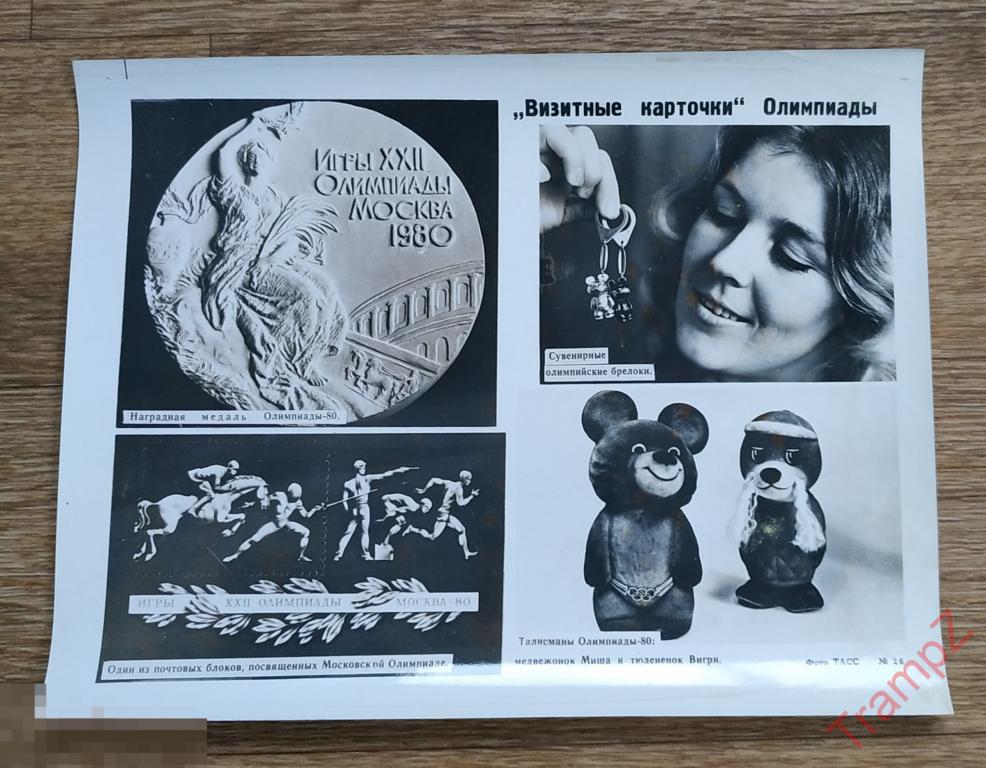 „Визитные карточки“ Олимпиады
Игры XXII
Олимпиады
Москва
1980
Наградная медаль Олимпиады-80.
Сувенирные
олимпийские брелоки.
ИГРЫ XXII ОЛИМПИАДЫ МОСКВА-80
Один из почтовых блоков, посвященных Московской Олимпиаде.
Талисманы Олимпиады-80:
медвежонок Миша и тюлененок Вигри.
Фото ТАСС № 26
TrampZ